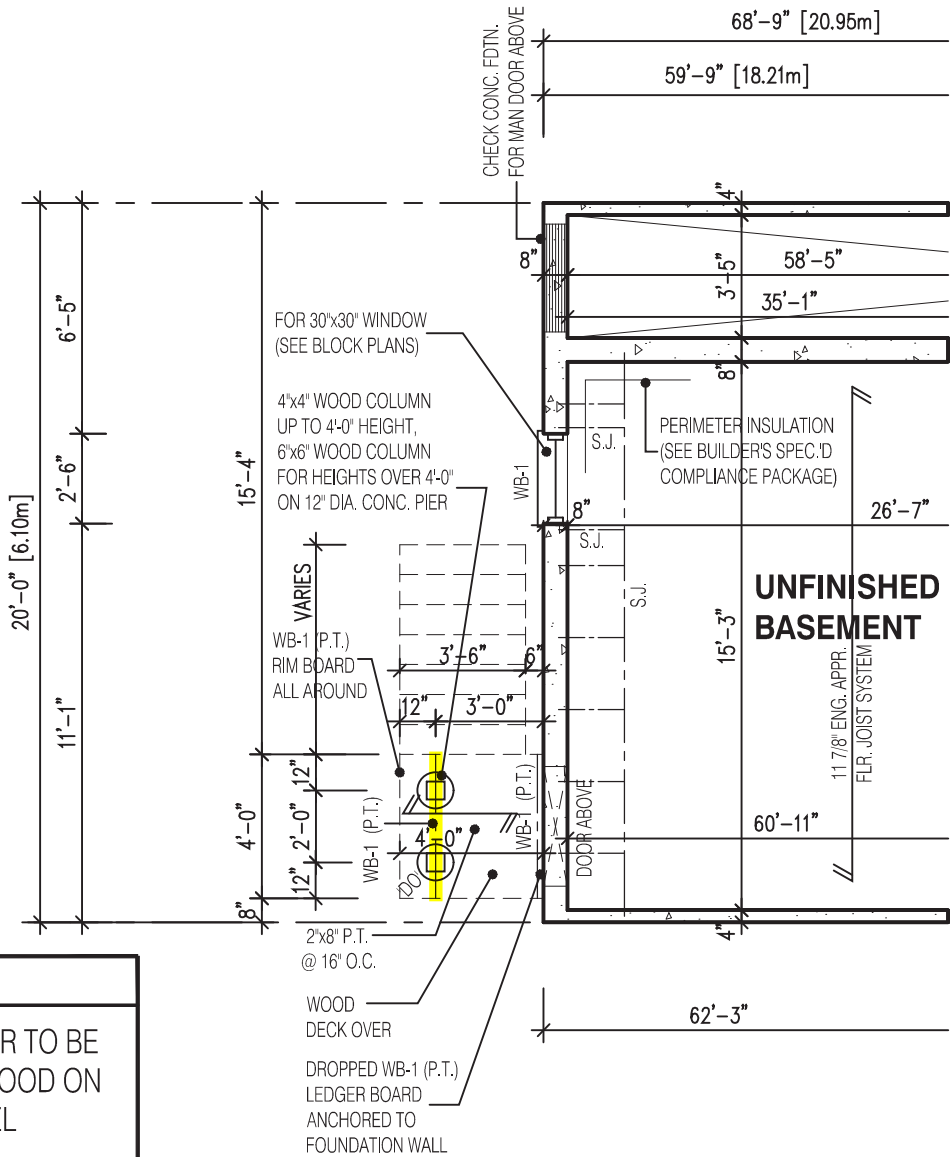 68’-9” [20.95m]
59’-9” [18.21m]
CHECK CONC. FDTN.
FOR MAN DOOR ABOVE
4”
8”
58’-5”
3’-5”
35’-1”
8”
6’-5”
2’-6”
11’-1”
20’-0” [6.10m]
15’-4”
4’-0”
8”
FOR 30"x30" WINDOW
(SEE BLOCK PLANS)
4"x4" WOOD COLUMN
UP TO 4'-0" HEIGHT,
6"x6" WOOD COLUMN
FOR HEIGHTS OVER 4'-0"
ON 12" DIA. CONC. PIER
PERIMETER INSULATION
(SEE BUILDER'S SPEC.'D
COMPLIANCE PACKAGE)
S.J.
WB-1
8”
26’-7”
S.J.
S.J.
UNFINISHED
BASEMENT
15’-3”
11 7/8" ENG. APPR.
FLR. JOIST SYSTEM
VARIES
WB-1 (P.T.)
RIM BOARD
ALL AROUND
3’-6”
6”
12”
3’-0”
12”
2’-0”
12”
WB-1 (P.T.)
4’-0”
WB-1 (P.T.)
DOOR ABOVE
60’-11”
DO
4”
2"x8" P.T.
@ 16" O.C.
WOOD
DECK OVER
DROPPED WB-1 (P.T.)
LEDGER BOARD
ANCHORED TO
FOUNDATION WALL
62’-3”
R TO BE
OOD ON
EL